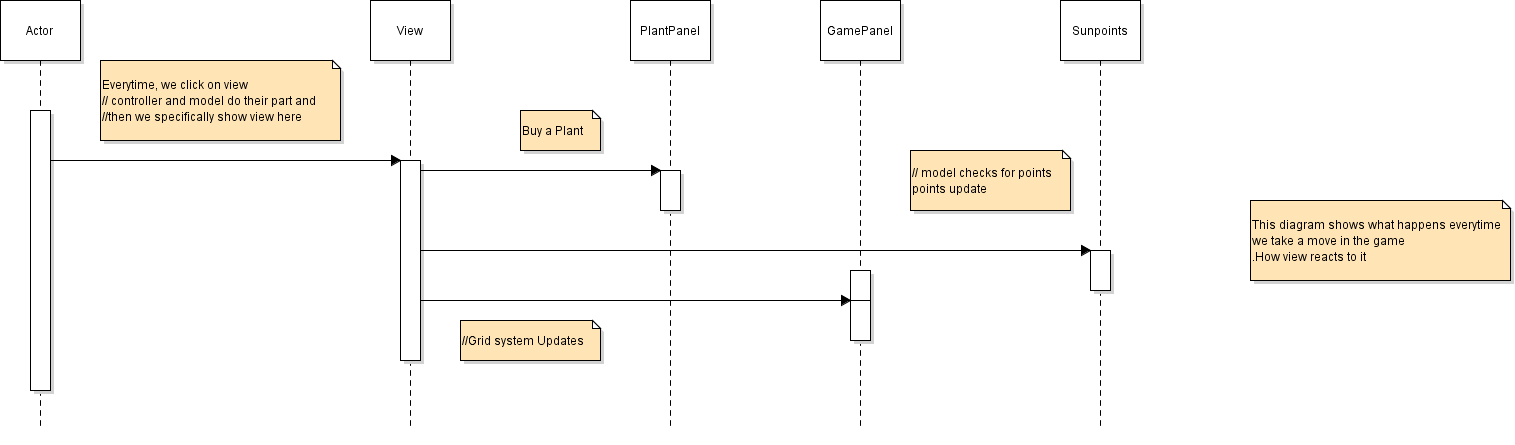 Actor
View
PlantPanel
GamePanel
Sunpoints
Everytime, we click on view
// controller and model do their part and
//then we specifically show view here
Buy a Plant
// model checks for points
points update
This diagram shows what happens everytime
we take a move in the game
.How view reacts to it
//Grid system Updates